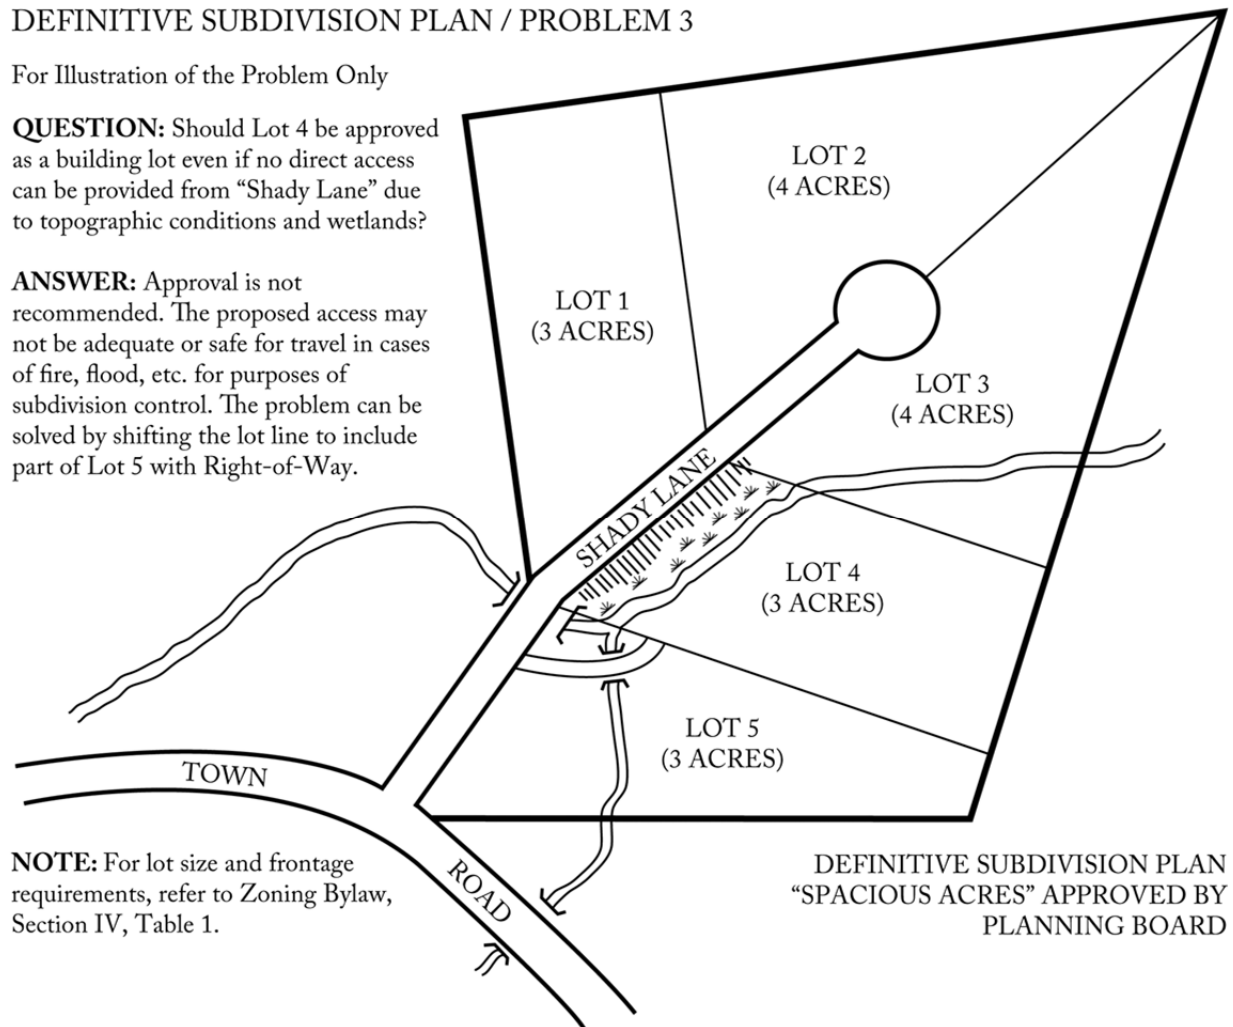 DEFINITIVE SUBDIVISION PLAN / PROBLEM 3
For Illustration of the Problem Only
QUESTION: Should Lot 4 be approved
as a building lot even if no direct access
can be provided from “Shady Lane” due
to topographic conditions and wetlands?
ANSWER: Approval is not
recommended. The proposed access may
not be adequate or safe for travel in cases
of fire, flood, etc. for purposes of
subdivision control. The problem can be
solved by shifting the lot line to include
part of Lot 5 with Right-of-Way.
LOT 1
(3 ACRES)
LOT 2
(4 ACRES)
LOT 3
(4 ACRES)
SHADY LANE
LOT 4
(3 ACRES)
LOT 5
(3 ACRES)
TOWN
ROAD
NOTE: For lot size and frontage
requirements, refer to Zoning Bylaw,
Section IV, Table 1.
DEFINITIVE SUBDIVISION PLAN
“SPACIOUS ACRES” APPROVED BY
PLANNING BOARD